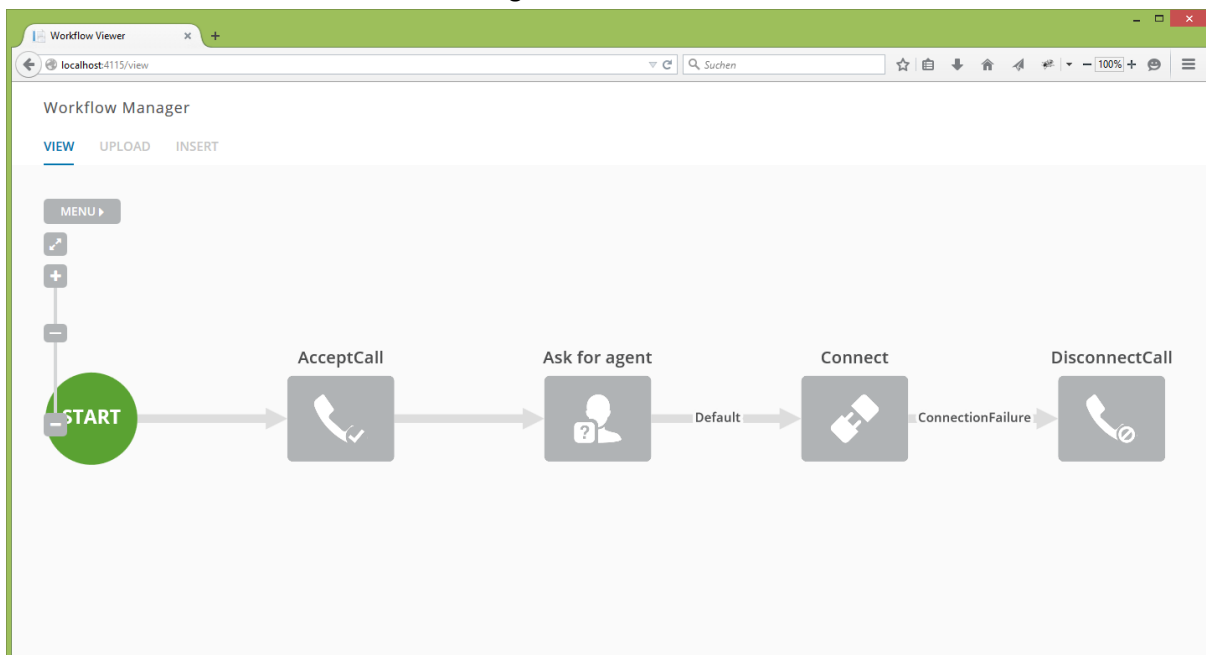 Workflow Viewer
localhost:4115/view
Suchen
100%
Workflow Manager
VIEW UPLOAD INSERT
MENU
AcceptCall Ask for agent Connect DisconnectCall
START Default ConnectionFailure
?